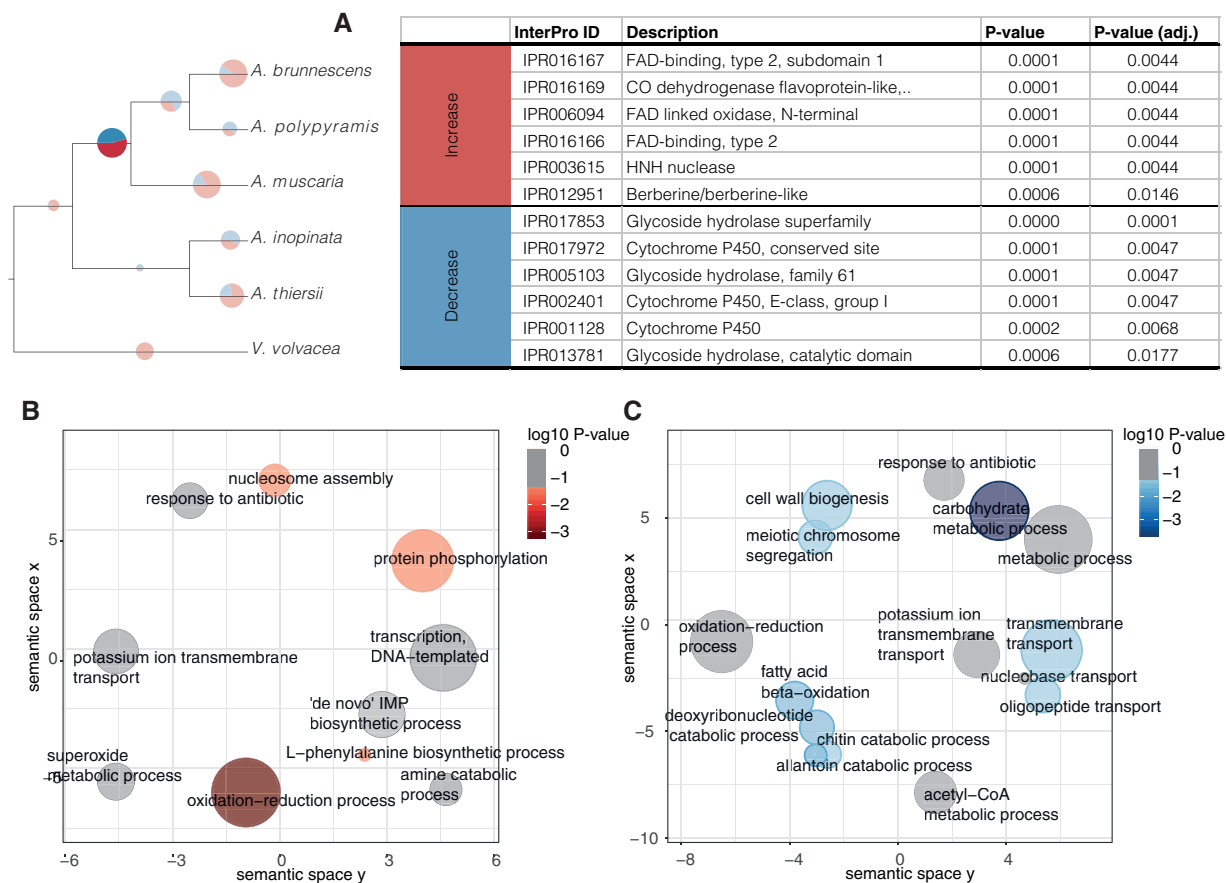 A
A. brunnescens
A. polypyramis
A. muscaria
A. inopinata
A. thiersii
V. volvacea
InterPro ID Description P-value P-value (adj.)
Increase
IPR016167 FAD-binding, type 2, subdomain 1 0.0001 0.0044
IPR016169 CO dehydrogenase flavoprotein-like,.. 0.0001 0.0044
IPR006094 FAD linked oxidase, N-terminal 0.0001 0.0044
IPR016166 FAD-binding, type 2 0.0001 0.0044
IPR003615 HNH nuclease 0.0001 0.0044
IPR012951 Berberine/berberine-like 0.0006 0.0146
Decrease
IPR017853 Glycoside hydrolase superfamily 0.0000 0.0001
IPR017972 Cytochrome P450, conserved site 0.0001 0.0047
IPR005103 Glycoside hydrolase, family 61 0.0001 0.0047
IPR002401 Cytochrome P450, E-class, group I 0.0001 0.0047
IPR001128 Cytochrome P450 0.0002 0.0068
IPR013781 Glycoside hydrolase, catalytic domain 0.0006 0.0177
B
log10 P-value
0
−1
−2
−3
nucleosome assembly
response to antibiotic
protein phosphorylation
transcription,
DNA−templated
potassium ion transmembrane
transport
'de novo' IMP
biosynthetic process
L−phenylalanine biosynthetic process
superoxide
metabolic process
oxidation−reduction process
amine catabolic
process
5
0
−5
semantic space x
−6 −3 0 3 6
semantic space y
C
log10 P-value
0
−1
−2
−3
response to antibiotic
cell wall biogenesis
carbohydrate
metabolic process
meiotic chromosome
segregation
metabolic process
oxidation−reduction
process
potassium ion
transmembrane
transport
transmembrane
transport
nucleobase transport
oligopeptide transport
fatty acid
beta−oxidation
deoxyribonucleotide
catabolic process
chitin catabolic process
allantoin catabolic process
acetyl−CoA
metabolic process
5
0
−5
−10
semantic space x
−8 −4 0 4
semantic space y